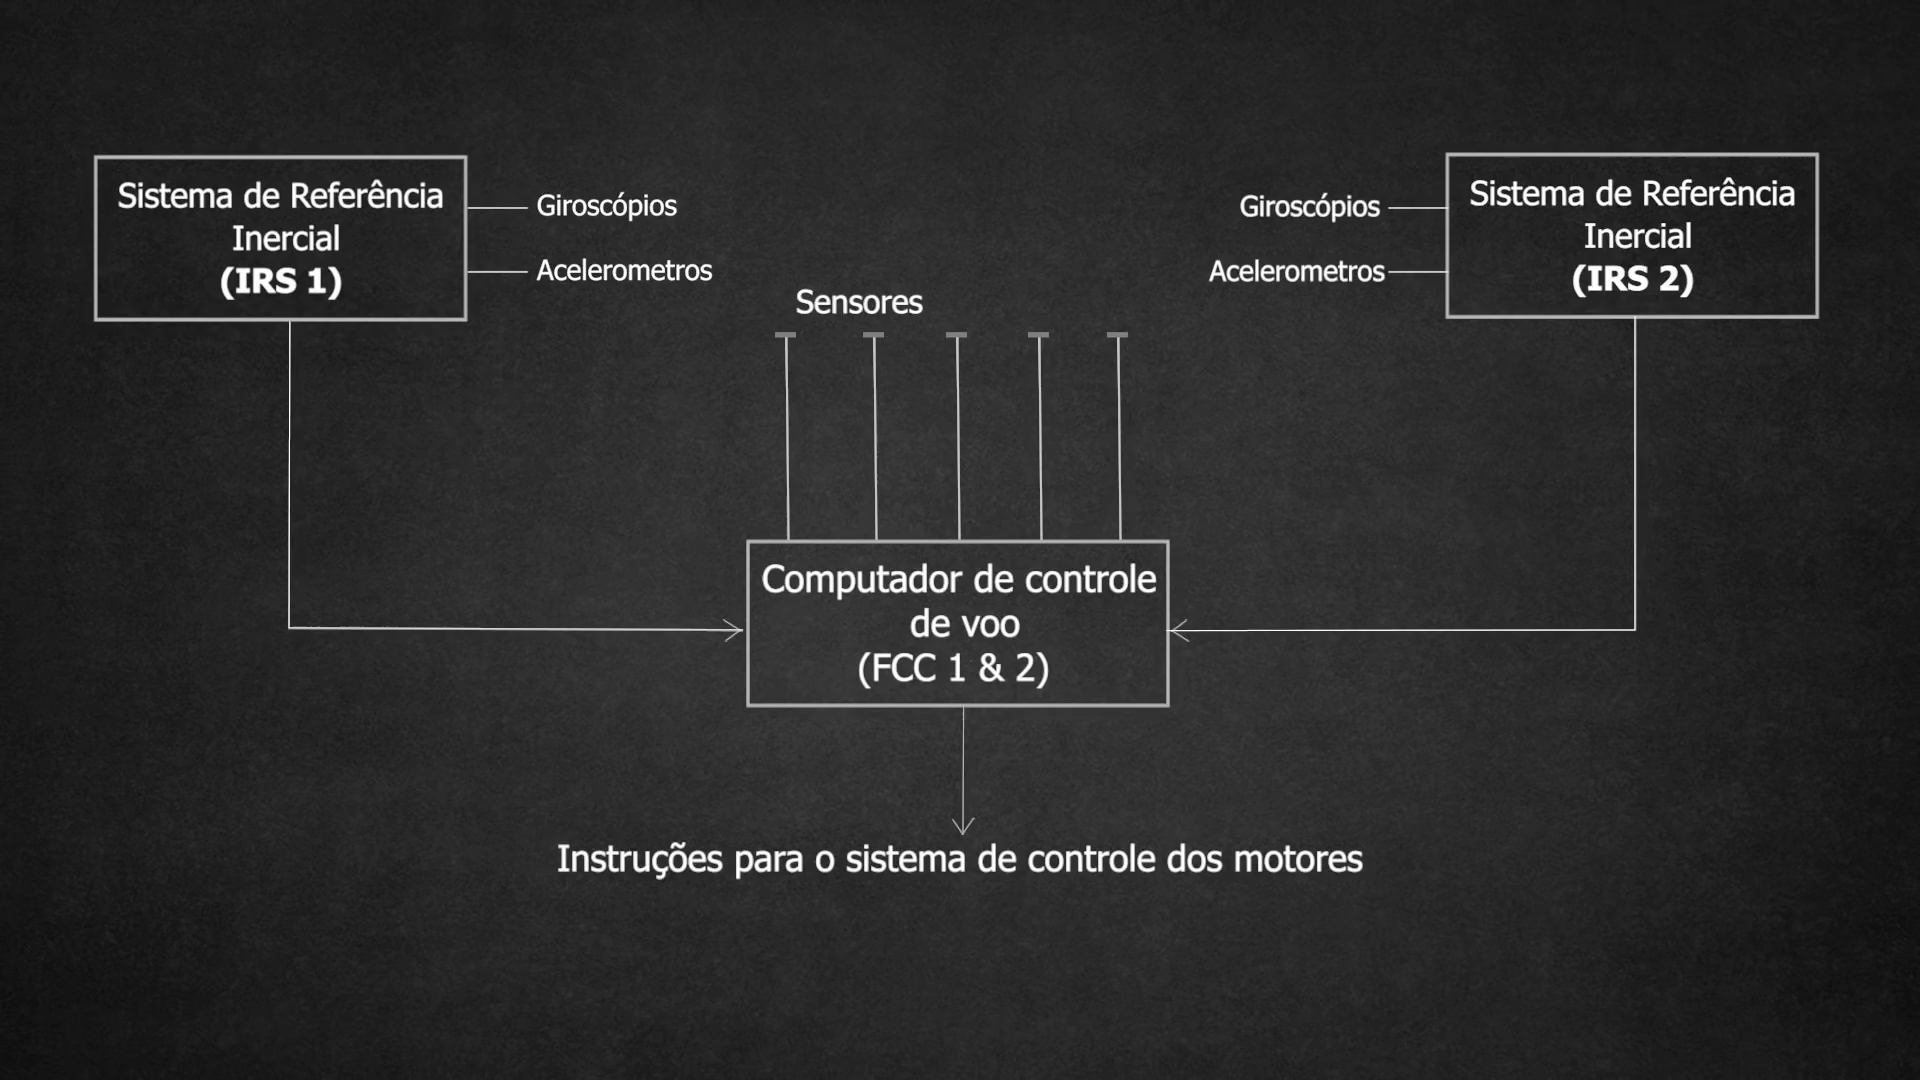 Sistema de Referência
Inercial
(IRS 1)
Giroscópios
Acelerometros
Sensores
Giroscópios
Acelerometros
Sistema de Referência
Inercial
(IRS 2)
Computador de controle
de voo
(FCC 1 & 2)
Instruções para o sistema de controle dos motores